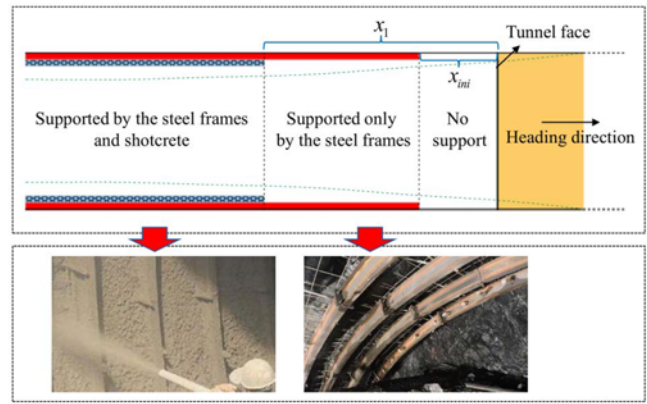 x₁
Tunnel face
x_ini
Supported by the steel frames
and shotcrete
Supported only
by the steel frames
No
support
Heading direction